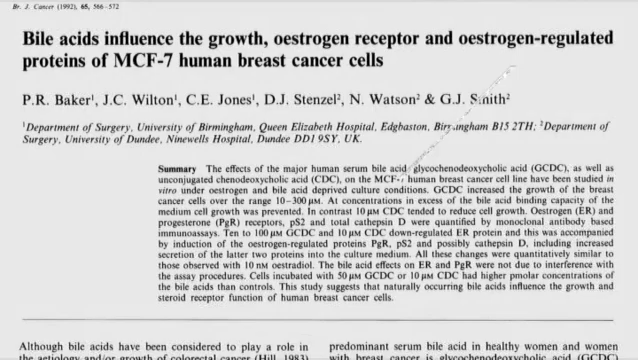 Br. J. Cancer (1992), 65, 566-572
Bile acids influence the growth, oestrogen receptor and oestrogen-regulated
proteins of MCF-7 human breast cancer cells
P.R. Baker¹, J.C. Wilton¹, C.E. Jones¹, D.J. Stenzel², N. Watson² & G.J. Smith²
¹Department of Surgery, University of Birmingham, Queen Elizabeth Hospital, Edgbaston, Birmingham B15 2TH; ²Department of
Surgery, University of Dundee, Ninewells Hospital, Dundee DD1 9SY, UK.
Summary The effects of the major human serum bile acid glycochenodeoxycholic acid (GCDC), as well as
unconjugated chenodeoxycholic acid (CDC), on the MCF-7 human breast cancer cell line have been studied in
vitro under oestrogen and bile acid deprived culture conditions. GCDC increased the growth of the breast
cancer cells over the range 10–300 µM. At concentrations in excess of the bile acid binding capacity of the
medium cell growth was prevented. In contrast 10 µM CDC tended to reduce cell growth. Oestrogen (ER) and
progesterone (PgR) receptors, pS2 and total cathepsin D were quantified by monoclonal antibody based
immunoassays. Ten to 100 µM GCDC and 10 µM CDC down-regulated ER protein and this was accompanied
by induction of the oestrogen-regulated proteins PgR, pS2 and possibly cathepsin D, including increased
secretion of the latter two proteins into the culture medium. All these changes were quantitatively similar to
those observed with 10 nM oestradiol. The bile acid effects on ER and PgR were not due to interference with
the assay procedures. Cells incubated with 50 µM GCDC or 10 µM CDC had higher pmolar concentrations of
the bile acids than controls. This study suggests that naturally occurring bile acids influence the growth and
steroid receptor function of human breast cancer cells.
Although bile acids have been considered to play a role in
the aetiology and/or growth of colorectal cancer (Hill, 1983)
predominant serum bile acid in healthy women and women
with breast cancer is glycochenodeoxycholic acid (GCDC)